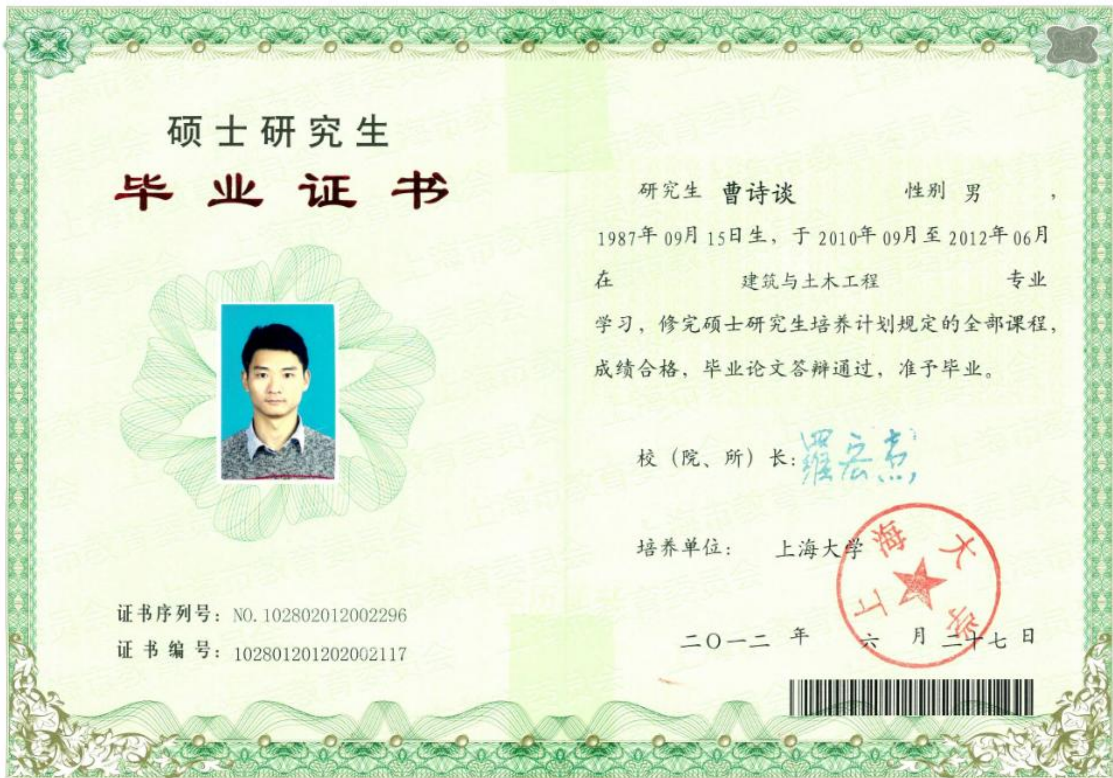 硕士研究生
毕业证书
证书序列号：NO.102802012002296
证书编号：102801201202002117
研究生 曹诗谈 性别 男，
1987年09月15日生，于2010年09月至2012年06月
在 建筑与土木工程 专业
学习，修完硕士研究生培养计划规定的全部课程，
成绩合格，毕业论文答辩通过，准予毕业。
校（院、所）长：
培养单位： 上海大学
上海大学
二〇一二 年 六 月 二十七 日